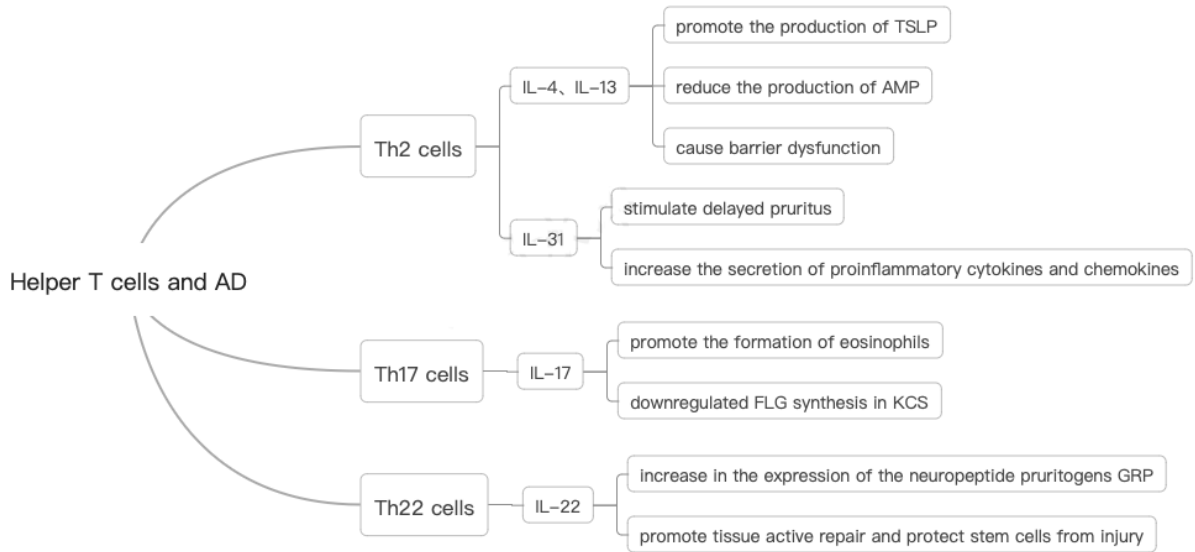 promote the production of TSLP
IL-4、IL-13
reduce the production of AMP
Th2 cells
cause barrier dysfunction
stimulate delayed pruritus
IL-31
increase the secretion of proinflammatory cytokines and chemokines
Helper T cells and AD
promote the formation of eosinophils
Th17 cells
IL-17
downregulated FLG synthesis in KCS
increase in the expression of the neuropeptide pruritogens GRP
Th22 cells
IL-22
promote tissue active repair and protect stem cells from injury